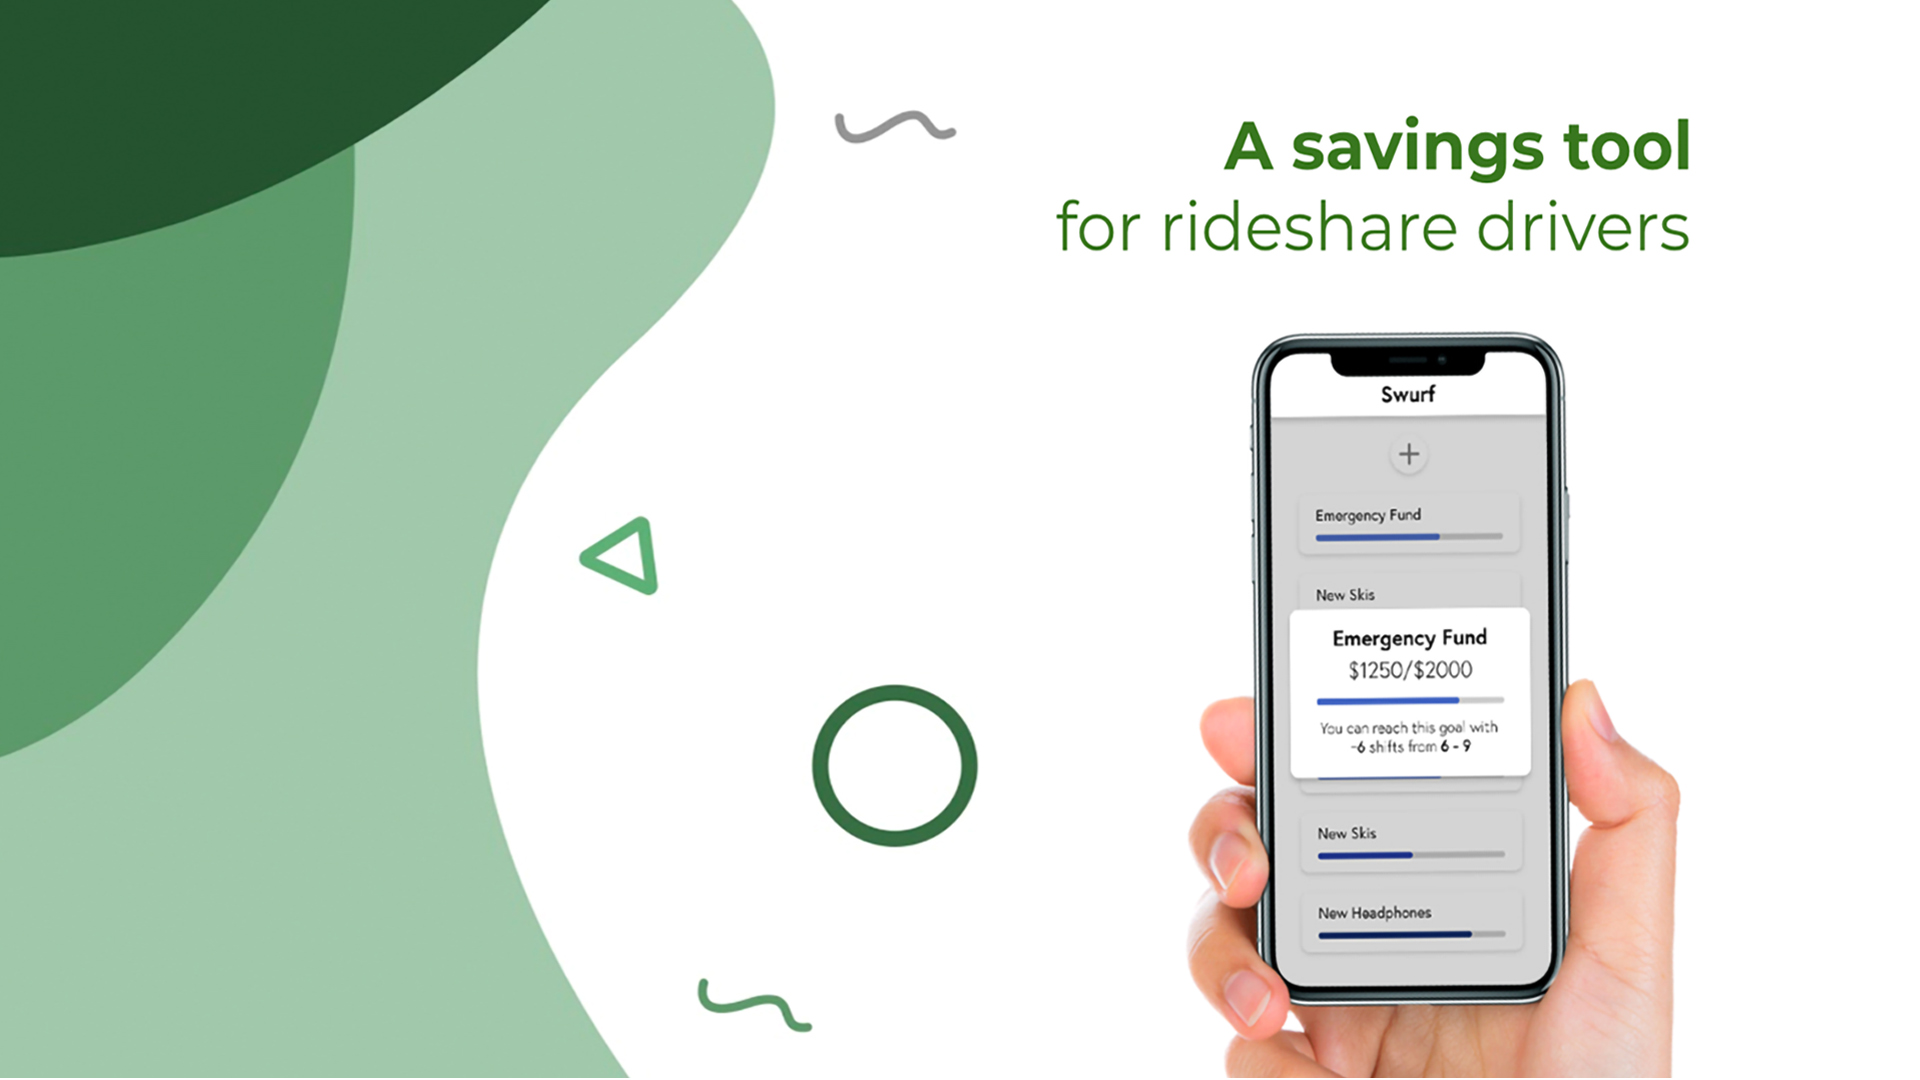 A savings tool
for rideshare drivers
Swurf
+
Emergency Fund
New Skis
Emergency Fund
$1250/$2000
You can reach this goal with
~6 shifts from 6 - 9
New Skis
New Headphones